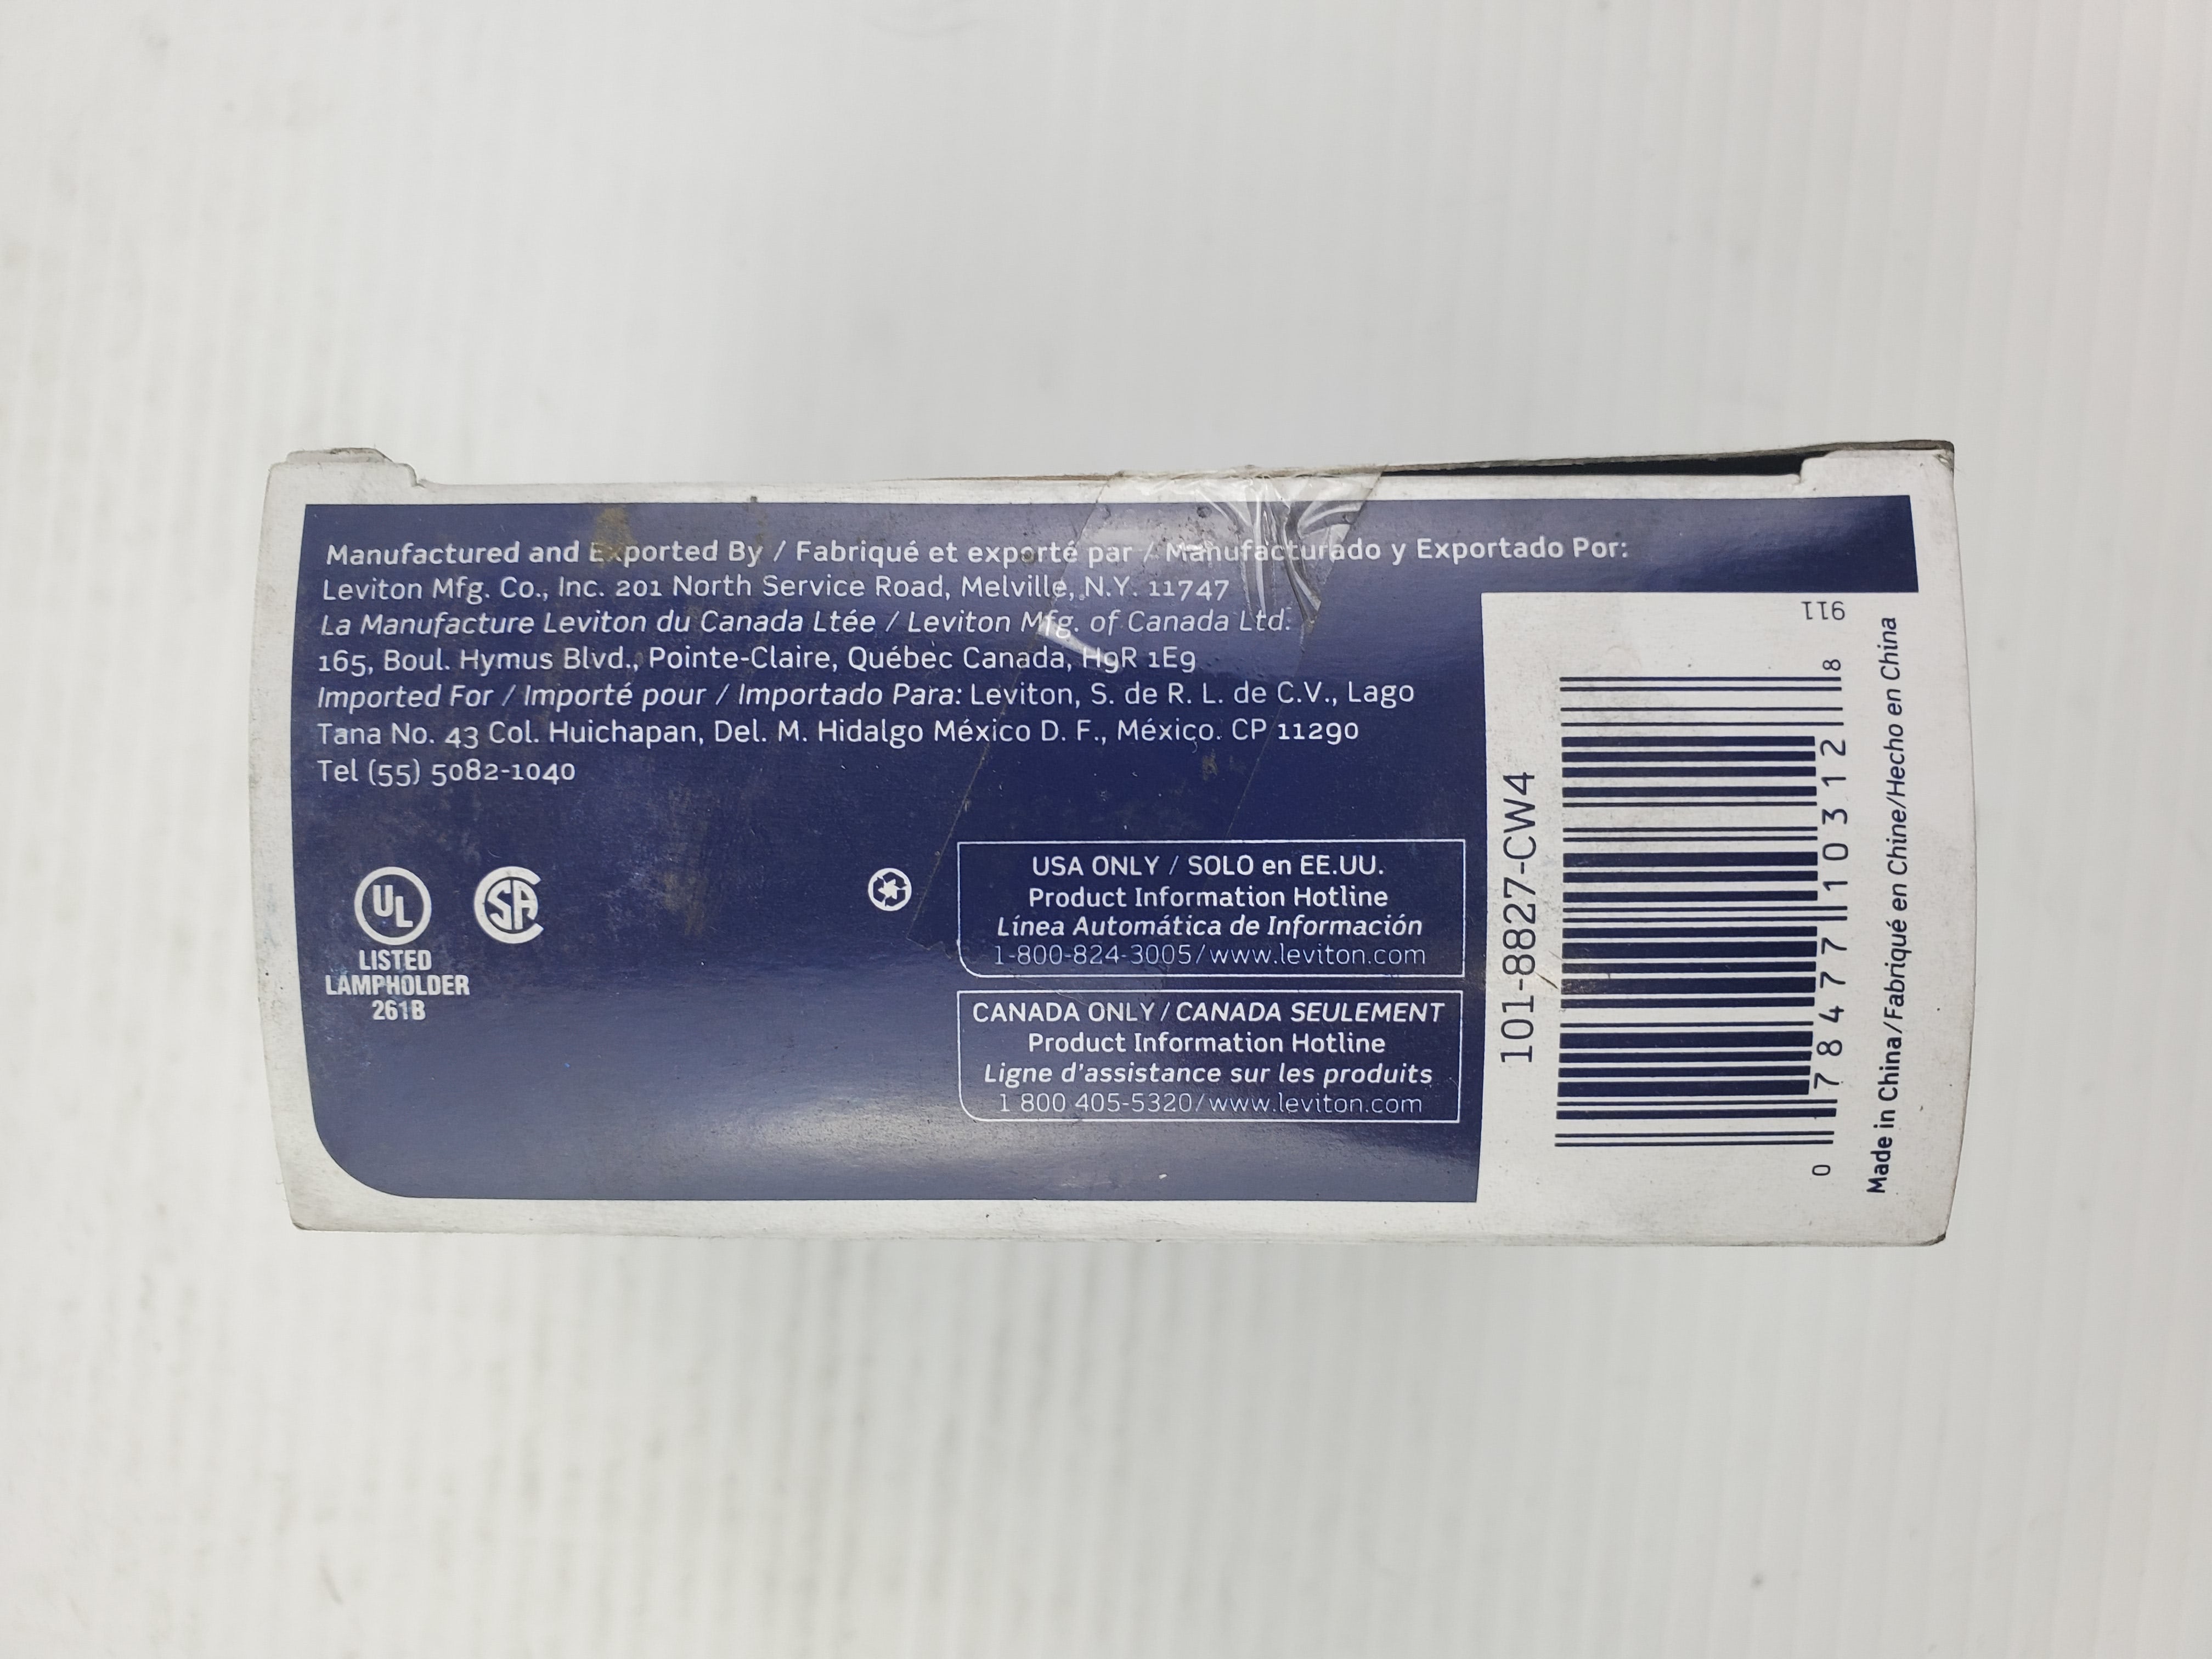 Manufactured and Exported By / Fabriqué et exporté par / Manufacturado y Exportado Por:
Leviton Mfg. Co., Inc. 201 North Service Road, Melville, N.Y. 11747
La Manufacture Leviton du Canada Ltée / Leviton Mfg. of Canada Ltd.
165, Boul. Hymus Blvd., Pointe-Claire, Québec Canada, H9R 1E9
Imported For / Importé pour / Importado Para: Leviton, S. de R. L. de C.V., Lago
Tana No. 43 Col. Huichapan, Del. M. Hidalgo México D. F., México. CP 11290
Tel (55) 5082-1040
UL
LISTED
LAMPHOLDER
261B
SA
USA ONLY / SOLO en EE.UU.
Product Information Hotline
Línea Automática de Información
1-800-824-3005/www.leviton.com
CANADA ONLY/CANADA SEULEMENT
Product Information Hotline
Ligne d'assistance sur les produits
1 800 405-5320/www.leviton.com
101-8827-CW4
0 78477 10312 8
911
Made in China/Fabriqué en Chine/Hecho en China